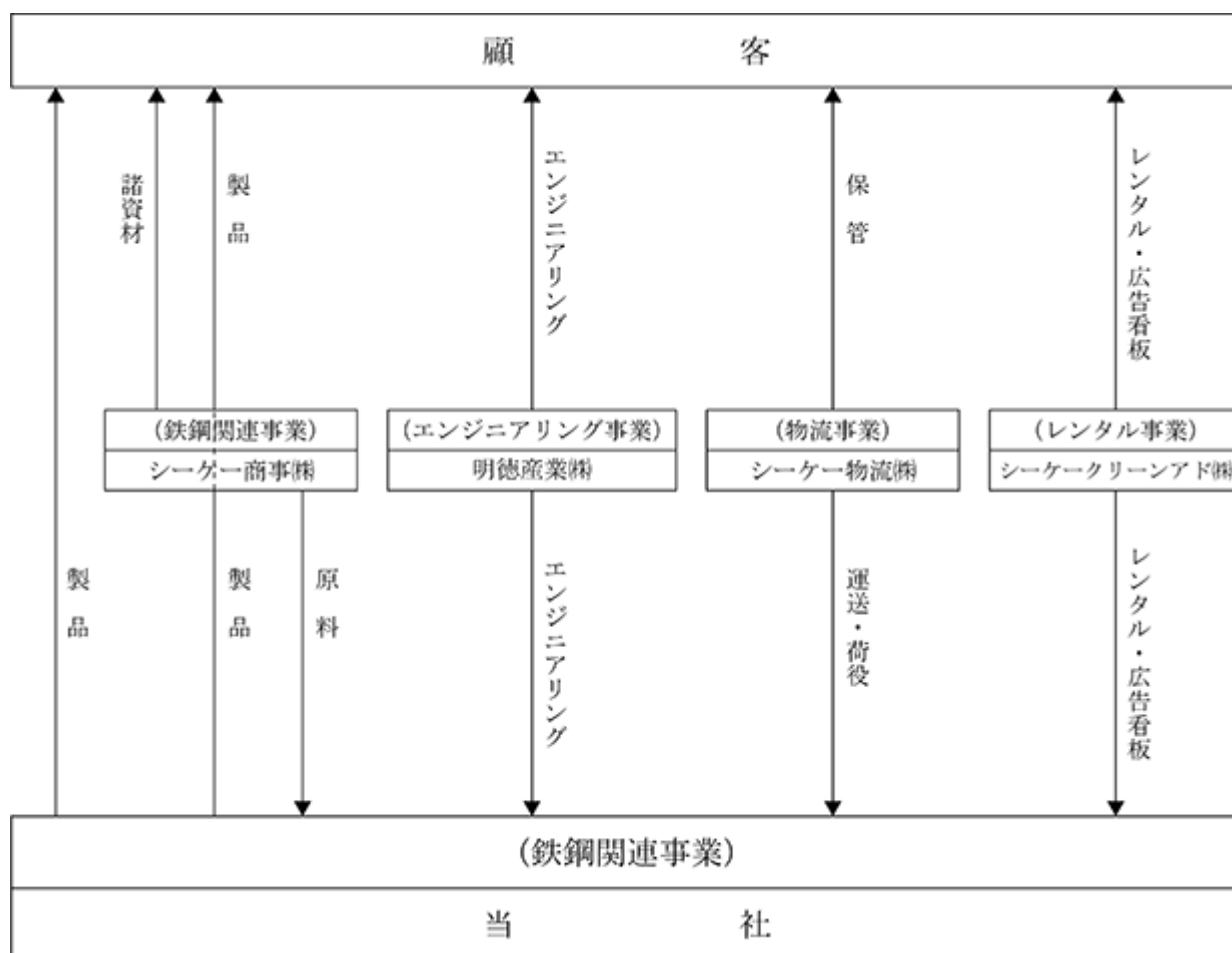 顧客
諸資材
製品
エンジニアリング
保管
レンタル・広告看板
(鉄鋼関連事業)
シーケー商事㈱
(エンジニアリング事業)
明徳産業㈱
(物流事業)
シーケー物流㈱
(レンタル事業)
シーケークリーンアド㈱
製品
製品
原料
エンジニアリング
運送・荷役
レンタル・広告看板
(鉄鋼関連事業)
当社